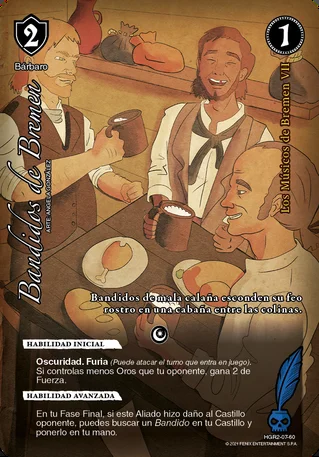 2
1
Bárbaro
Bandidos de Bremen
ARTE: ANGELA GONZÁLEZ
Los Músicos de Bremen VII
Bandidos de mala calaña esconden su feo
rostro en una cabaña entre las colinas.
HABILIDAD INICIAL
Oscuridad. Furia (Puede atacar el turno que entra en juego).
Si controlas menos Oros que tu oponente, gana 2 de
Fuerza.
HABILIDAD AVANZADA
En tu Fase Final, si este Aliado hizo daño al Castillo
oponente, puedes buscar un Bandido en tu Castillo y
ponerlo en tu mano.
HGR2-07-60
© 2021 FENIX ENTERTAINMENT S.P.A.